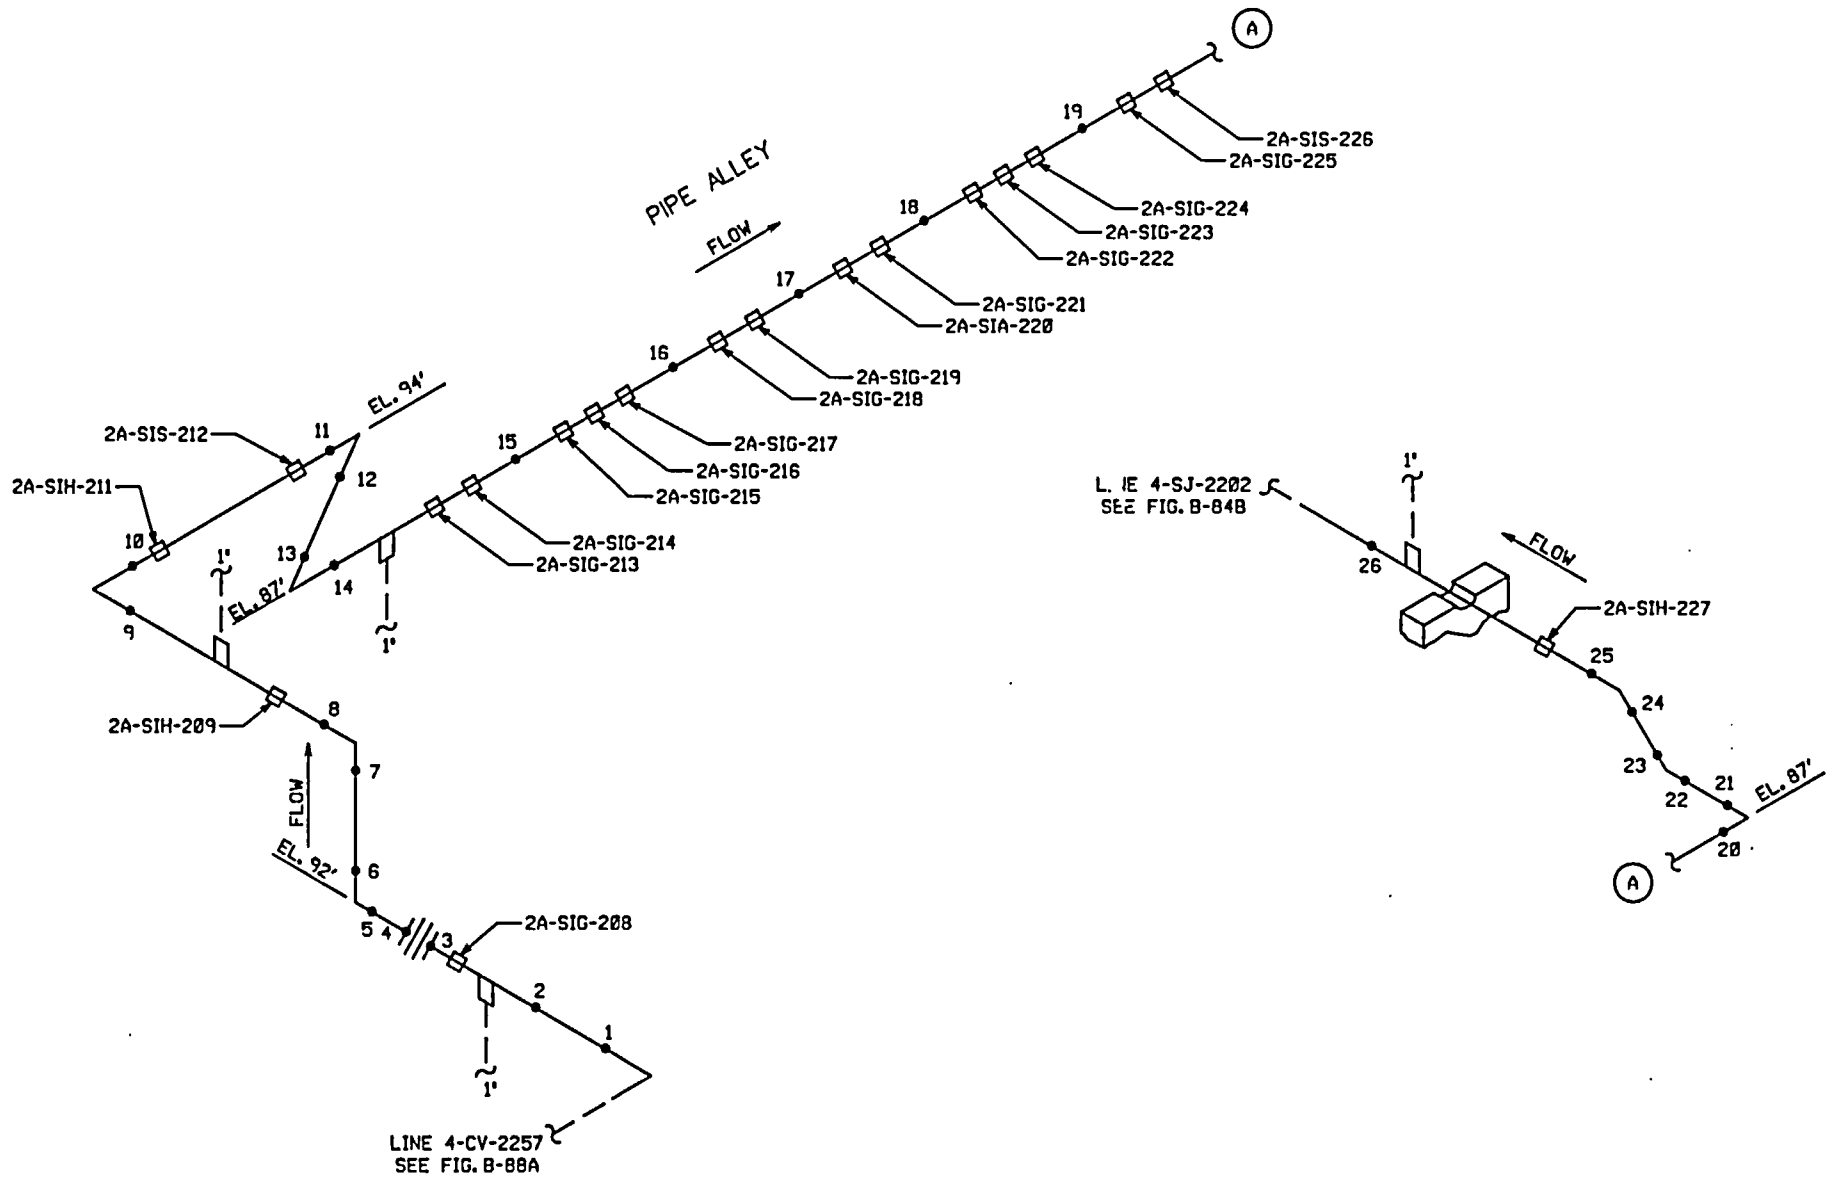 A
19
2A-SIS-226
2A-SIG-225
PIPE ALLEY
FLOW
18
2A-SIG-224
2A-SIG-223
2A-SIG-222
17
2A-SIG-221
2A-SIA-220
16
2A-SIG-219
2A-SIG-218
EL. 94'
2A-SIS-212
11
12
15
2A-SIG-217
2A-SIG-216
2A-SIG-215
2A-SIH-211
10
1"
13
14
2A-SIG-214
2A-SIG-213
EL. 87'
1"
9
2A-SIH-209
8
7
FLOW
EL. 92'
6
5
4
3
2A-SIG-208
2
1
1"
LINE 4-CV-2257
SEE FIG. B-88A
L. IE 4-SJ-2202
SEE FIG. B-84B
1"
26
FLOW
2A-SIH-227
25
24
23
22
21
EL. 87'
20
A